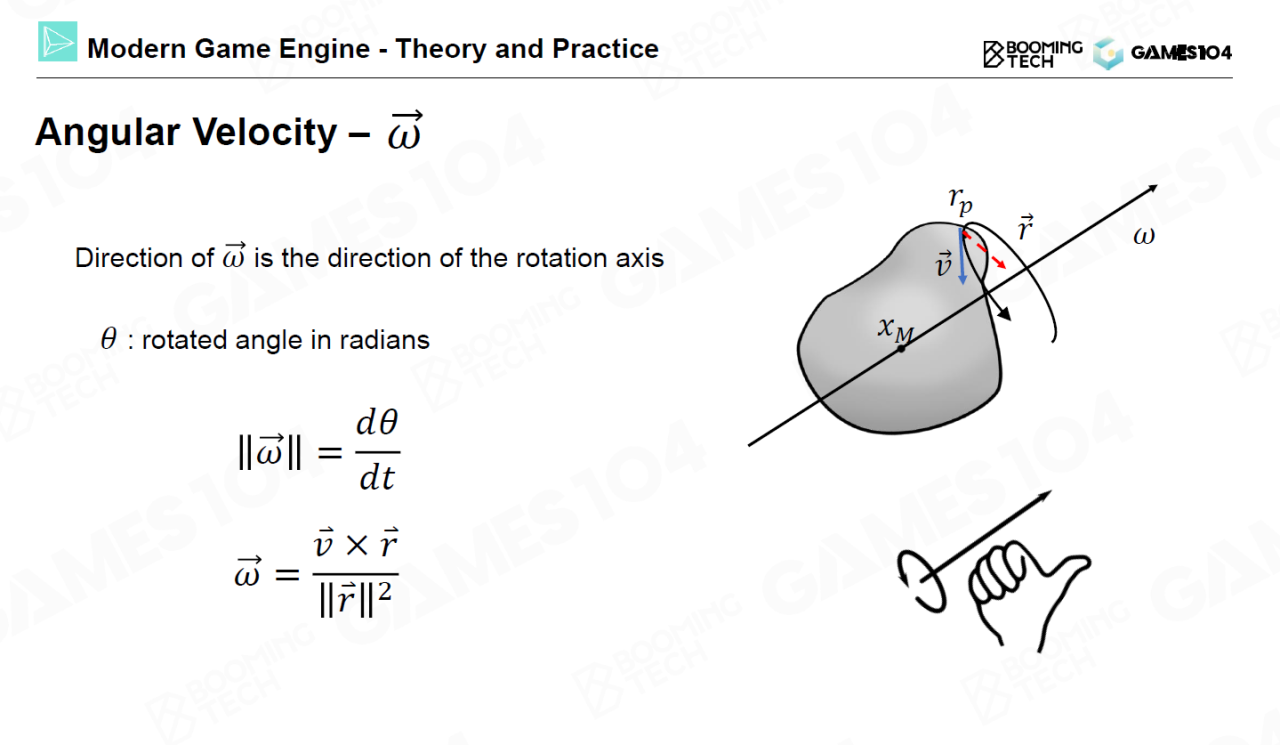 Modern Game Engine - Theory and Practice
BOOMING TECH
GAMES104
Angular Velocity – $\vec{\omega}$
Direction of $\vec{\omega}$ is the direction of the rotation axis
θ : rotated angle in radians
$\|\vec{\omega}\| = \frac{d\theta}{dt}$
$\vec{\omega} = \frac{\vec{v} \times \vec{r}}{\|\vec{r}\|^2}$
$r_p$
$\vec{r}$
ω
$\vec{v}$
$x_M$